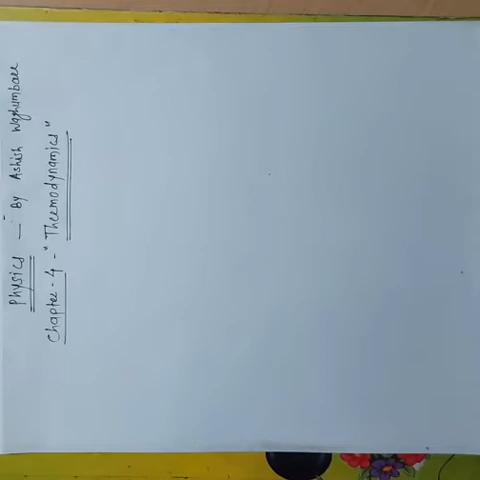 Physics — By Ashish Waghumbare
Chapter - 4 - "Thermodynamics"